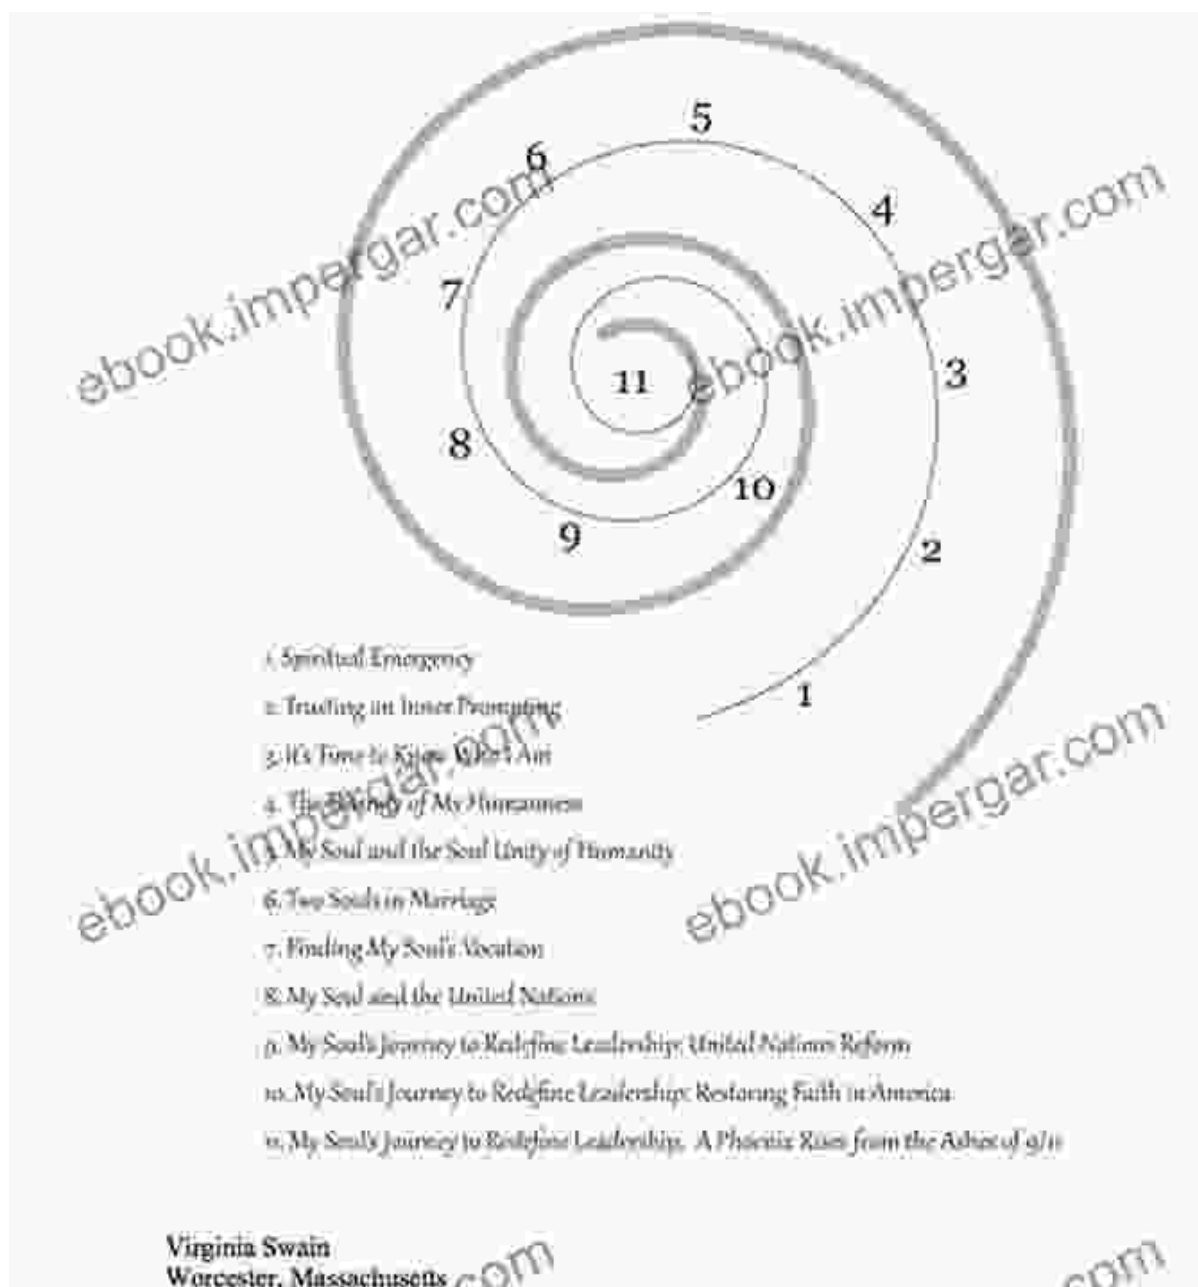 5
6
4
7
3
11
8
10
9
2
1
ebook.impergar.com
ebook.impergar.com
1. Spiritual Emergency
2. Trusting an Inner Prompting
3. It's Time to Know Who I Am
4. The Divinity of My Humanness
5. My Soul and the Soul Unity of Humanity
6. Two Souls in Marriage
7. Finding My Soul's Vocation
8. My Soul and the United Nations
9. My Soul's Journey to Redefine Leadership: United Nations Reform
10. My Soul's Journey to Redefine Leadership: Restoring Faith in America
11. My Soul's Journey to Redefine Leadership: A Phoenix Rises from the Ashes of 9/11
ebook.impergar.com
ebook.impergar.com
Virginia Swain
Worcester, Massachusetts
com
com